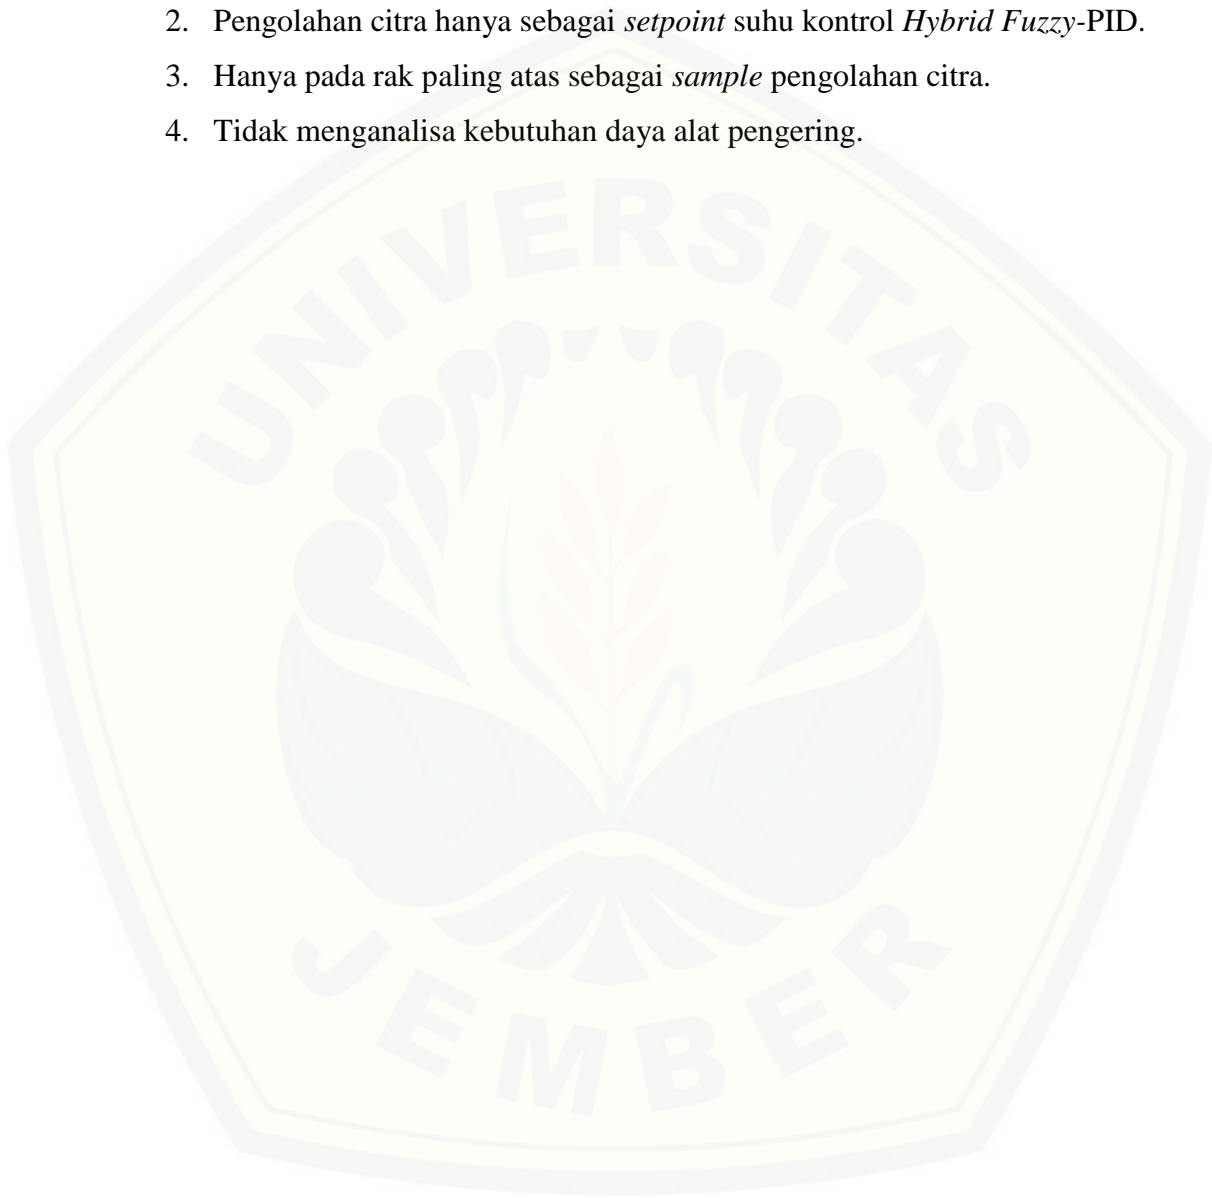 2. Pengolahan citra hanya sebagai setpoint suhu kontrol Hybrid Fuzzy-PID.
3. Hanya pada rak paling atas sebagai sample pengolahan citra.
4. Tidak menganalisa kebutuhan daya alat pengering.
UNIVERSITAS
JEMBER